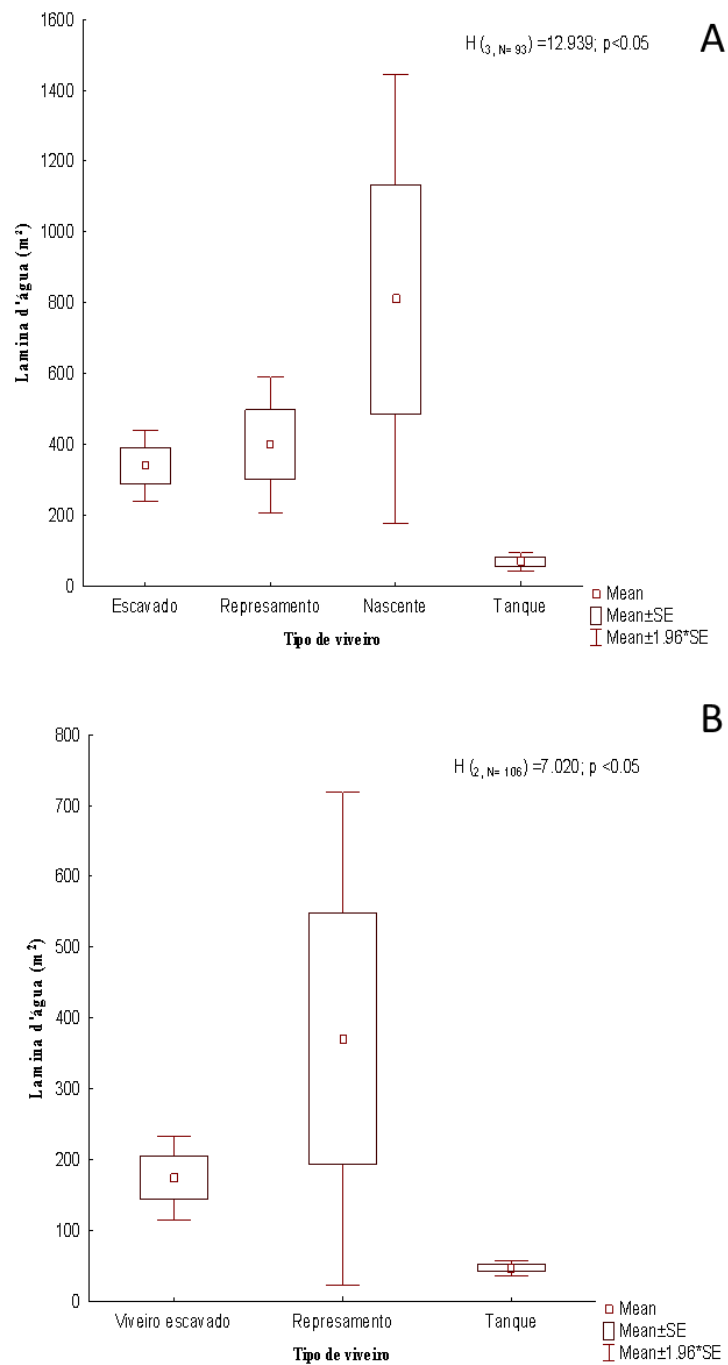 A
H (3, N= 93) =12.939; p<0.05
1600
1400
1200
1000
800
600
400
200
0
Lamina d'água (m²)
Escavado Represamento Nascente Tanque
Tipo de viveiro
Mean
Mean±SE
Mean±1.96*SE
B
H (2, N= 106) =7.020; p <0.05
800
700
600
500
400
300
200
100
0
Lamina d'água (m²)
Viveiro escavado Represamento Tanque
Tipo de viveiro
Mean
Mean±SE
Mean±1.96*SE